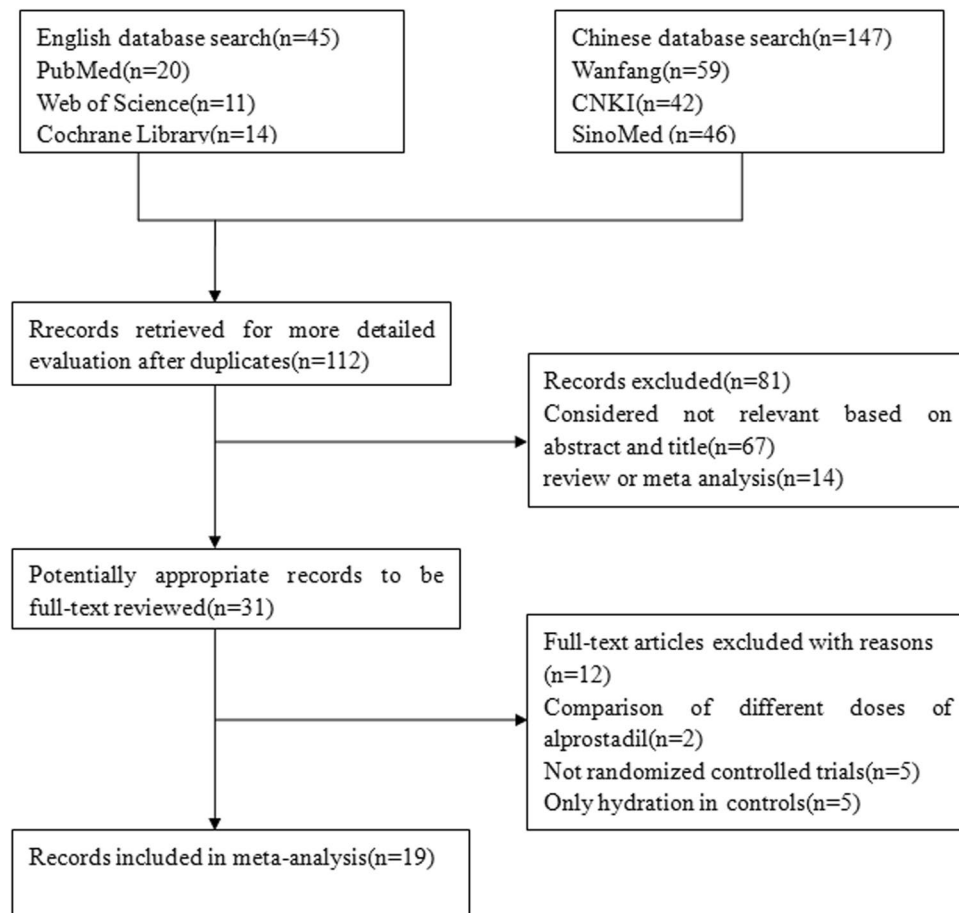 English database search(n=45)
PubMed(n=20)
Web of Science(n=11)
Cochrane Library(n=14)
Chinese database search(n=147)
Wanfang(n=59)
CNKI(n=42)
SinoMed (n=46)
Rrecords retrieved for more detailed
evaluation after duplicates(n=112)
Records excluded(n=81)
Considered not relevant based on
abstract and title(n=67)
review or meta analysis(n=14)
Potentially appropriate records to be
full-text reviewed(n=31)
Full-text articles excluded with reasons
(n=12)
Comparison of different doses of
alprostadil(n=2)
Not randomized controlled trials(n=5)
Only hydration in controls(n=5)
Records included in meta-analysis(n=19)